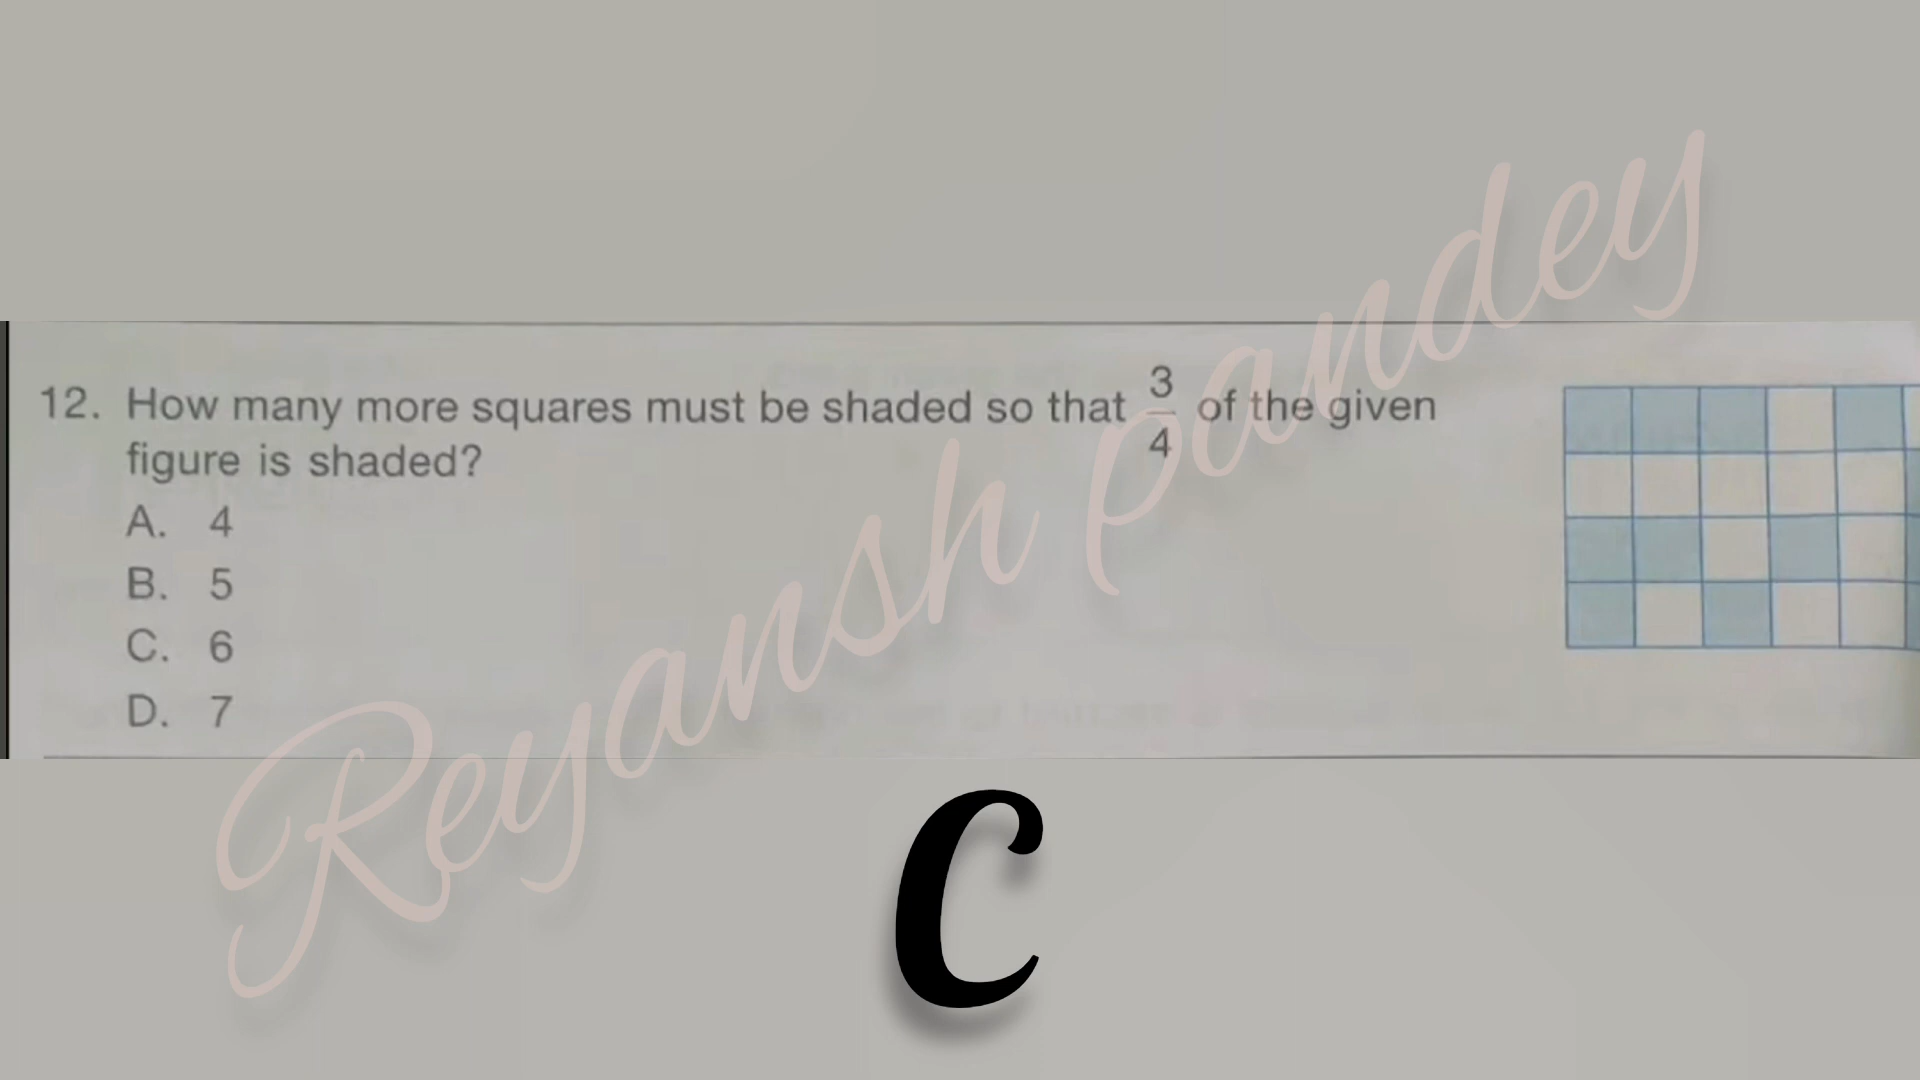 12. How many more squares must be shaded so that 3/4 of the given
figure is shaded?
A. 4
B. 5
C. 6
D. 7
Reyansh pandey
C